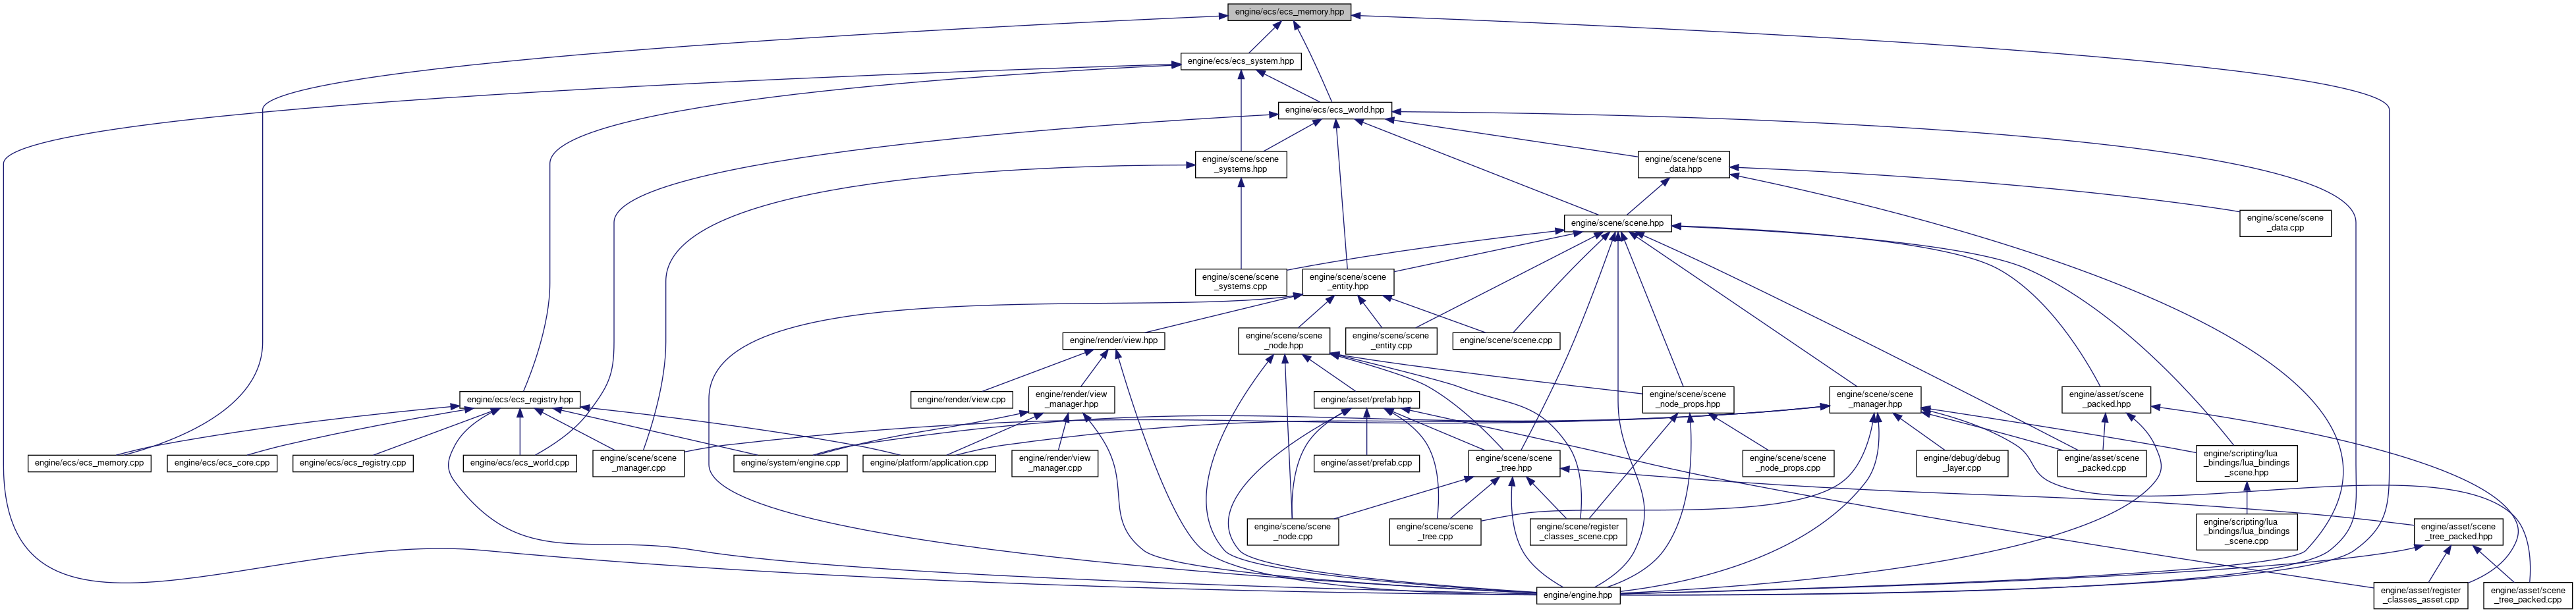 engine/ecs/ecs_memory.hpp
engine/ecs/ecs_system.hpp
engine/ecs/ecs_world.hpp
engine/scene/scene
_systems.hpp
engine/scene/scene
_data.hpp
engine/scene/scene.hpp
engine/scene/scene
_data.cpp
engine/scene/scene
_systems.cpp
engine/scene/scene
_entity.hpp
engine/render/view.hpp
engine/scene/scene
_node.hpp
engine/scene/scene
_entity.cpp
engine/scene/scene.cpp
engine/ecs/ecs_registry.hpp
engine/render/view.cpp
engine/render/view
_manager.hpp
engine/asset/prefab.hpp
engine/scene/scene
_node_props.hpp
engine/scene/scene
_manager.hpp
engine/asset/scene
_packed.hpp
engine/ecs/ecs_memory.cpp
engine/ecs/ecs_core.cpp
engine/ecs/ecs_registry.cpp
engine/ecs/ecs_world.cpp
engine/scene/scene
_manager.cpp
engine/system/engine.cpp
engine/platform/application.cpp
engine/render/view
_manager.cpp
engine/asset/prefab.cpp
engine/scene/scene
_tree.hpp
engine/scene/scene
_node_props.cpp
engine/debug/debug
_layer.cpp
engine/asset/scene
_packed.cpp
engine/scripting/lua
_bindings/lua_bindings
_scene.hpp
engine/scene/scene
_node.cpp
engine/scene/scene
_tree.cpp
engine/scene/register
_classes_scene.cpp
engine/scripting/lua
_bindings/lua_bindings
_scene.cpp
engine/asset/scene
_tree_packed.hpp
engine/engine.hpp
engine/asset/register
_classes_asset.cpp
engine/asset/scene
_tree_packed.cpp